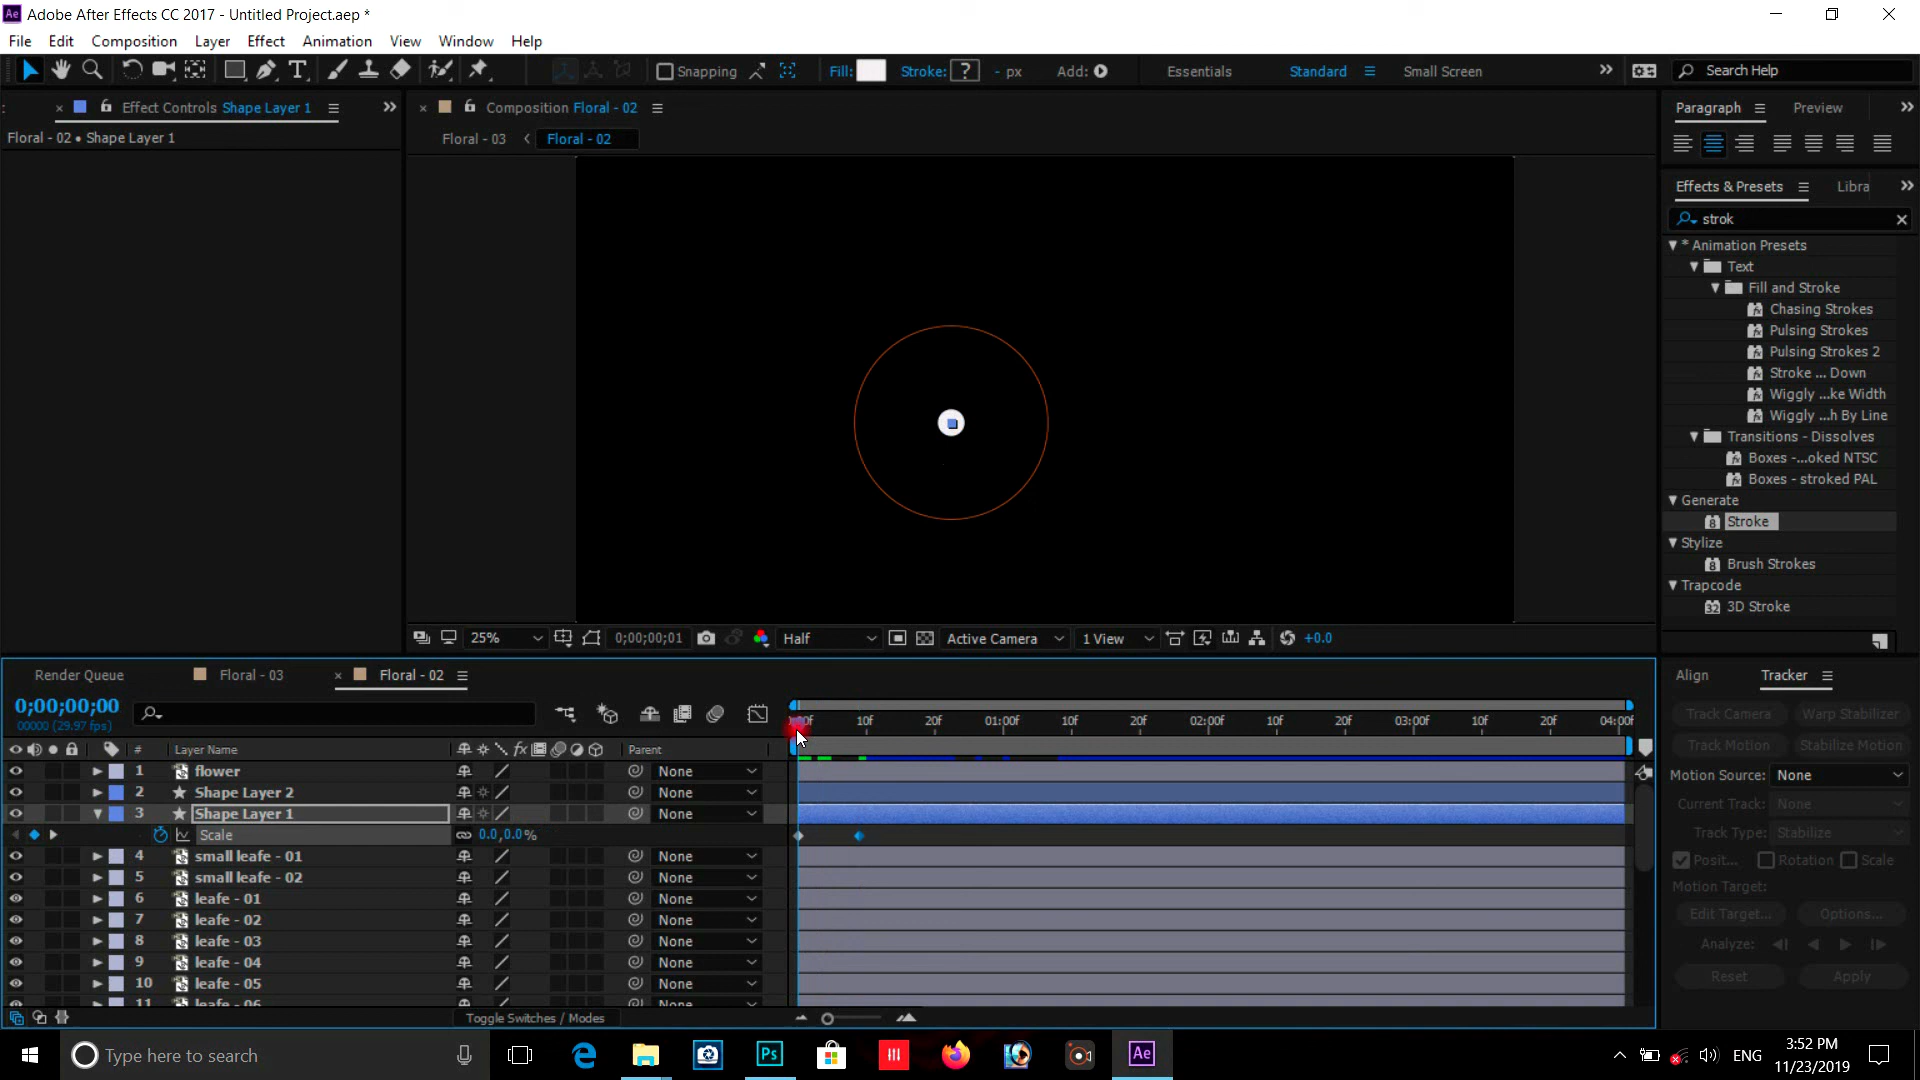 Ae Adobe After Effects CC 2017 - Untitled Project.aep *
File Edit Composition Layer Effect Animation View Window Help
Snapping Fill: Stroke: ? - px Add: Essentials Standard Small Screen Search Help
Effect Controls Shape Layer 1
Composition Floral - 02
Paragraph Preview
Floral - 02 • Shape Layer 1
Floral - 03 Floral - 02
Effects & Presets Libra
strok
* Animation Presets
Text
Fill and Stroke
Chasing Strokes
Pulsing Strokes
Pulsing Strokes 2
Stroke ... Down
Wiggly ...ke Width
Wiggly ...h By Line
Transitions - Dissolves
Boxes -...oked NTSC
Boxes - stroked PAL
Generate
Stroke
Stylize
Brush Strokes
Trapcode
3D Stroke
25% 0;00;00;01 Half Active Camera 1 View +0.0
Render Queue Floral - 03 Floral - 02
0;00;00;00
00000 (29.97 fps)
10f 20f 01:00f 10f 20f 02:00f 10f 20f 03:00f 10f 20f 04:00f
# Layer Name Parent
1 flower None
2 Shape Layer 2 None
3 Shape Layer 1 None
Scale 0.0,0.0%
4 small leafe - 01 None
5 small leafe - 02 None
6 leafe - 01 None
7 leafe - 02 None
8 leafe - 03 None
9 leafe - 04 None
10 leafe - 05 None
11 leafe - 06 None
Toggle Switches / Modes
Align Tracker
Track Camera Warp Stabilizer
Track Motion Stabilize Motion
Motion Source: None
Current Track: None
Track Type: Stabilize
Posit... Rotation Scale
Motion Target:
Edit Target... Options...
Analyze:
Reset Apply
Type here to search
Ps
Ae
ENG
3:52 PM
11/23/2019